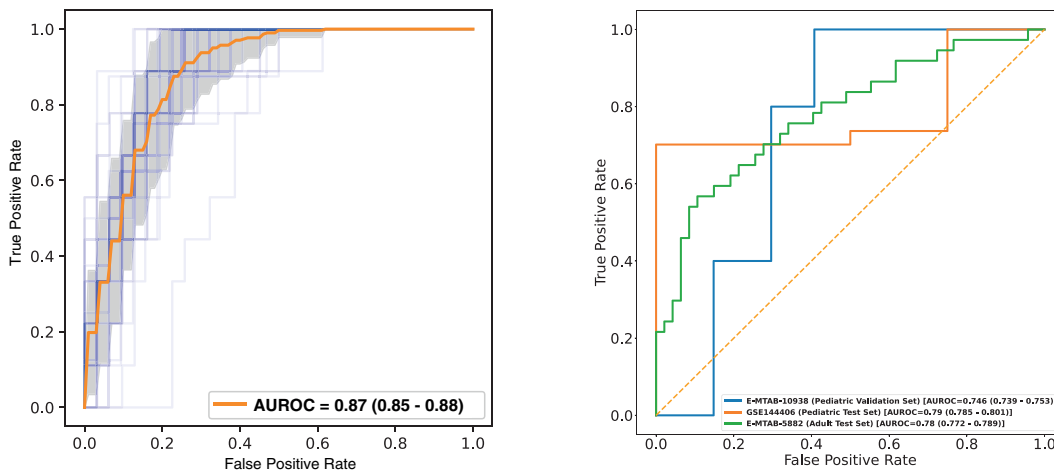 1.0
0.8
0.6
0.4
0.2
0.0
True Positive Rate
0.0 0.2 0.4 0.6 0.8 1.0
False Positive Rate
AUROC = 0.87 (0.85 - 0.88)
1.0
0.8
0.6
0.4
0.2
0.0
True Positive Rate
0.0 0.2 0.4 0.6 0.8 1.0
False Positive Rate
E-MTAB-10938 (Pediatric Validation Set) [AUROC=0.746 (0.739 - 0.753)]
GSE144406 (Pediatric Test Set) [AUROC=0.79 (0.785 - 0.801)]
E-MTAB-5882 (Adult Test Set) [AUROC=0.78 (0.772 - 0.789)]